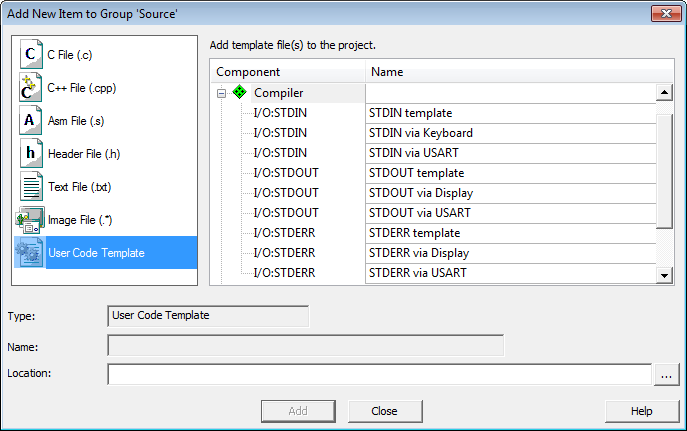 Add New Item to Group 'Source'
C File (.c)
C++ File (.cpp)
Asm File (.s)
Header File (.h)
Text File (.txt)
Image File (.*)
User Code Template
Add template file(s) to the project.
Component Name
Compiler
I/O:STDIN STDIN template
I/O:STDIN STDIN via Keyboard
I/O:STDIN STDIN via USART
I/O:STDOUT STDOUT template
I/O:STDOUT STDOUT via Display
I/O:STDOUT STDOUT via USART
I/O:STDERR STDERR template
I/O:STDERR STDERR via Display
I/O:STDERR STDERR via USART
Type: User Code Template
Name:
Location: ...
Add Close Help